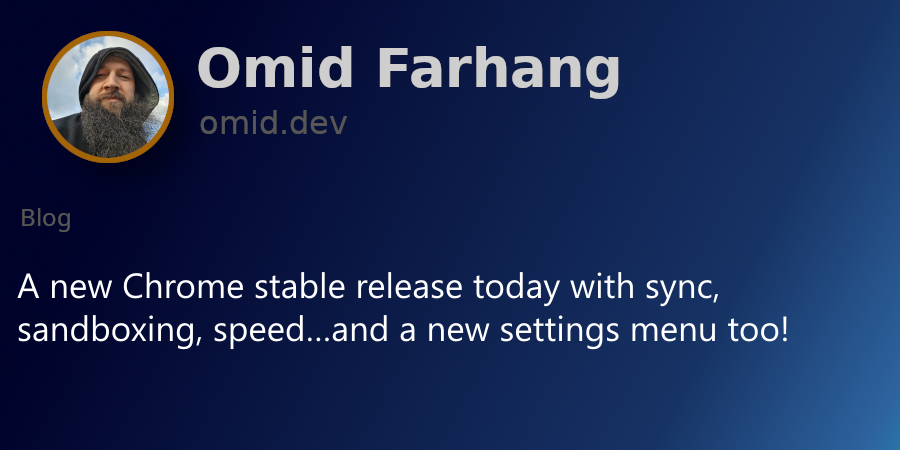 Omid Farhang
omid.dev
Blog
A new Chrome stable release today with sync,
sandboxing, speed...and a new settings menu too!